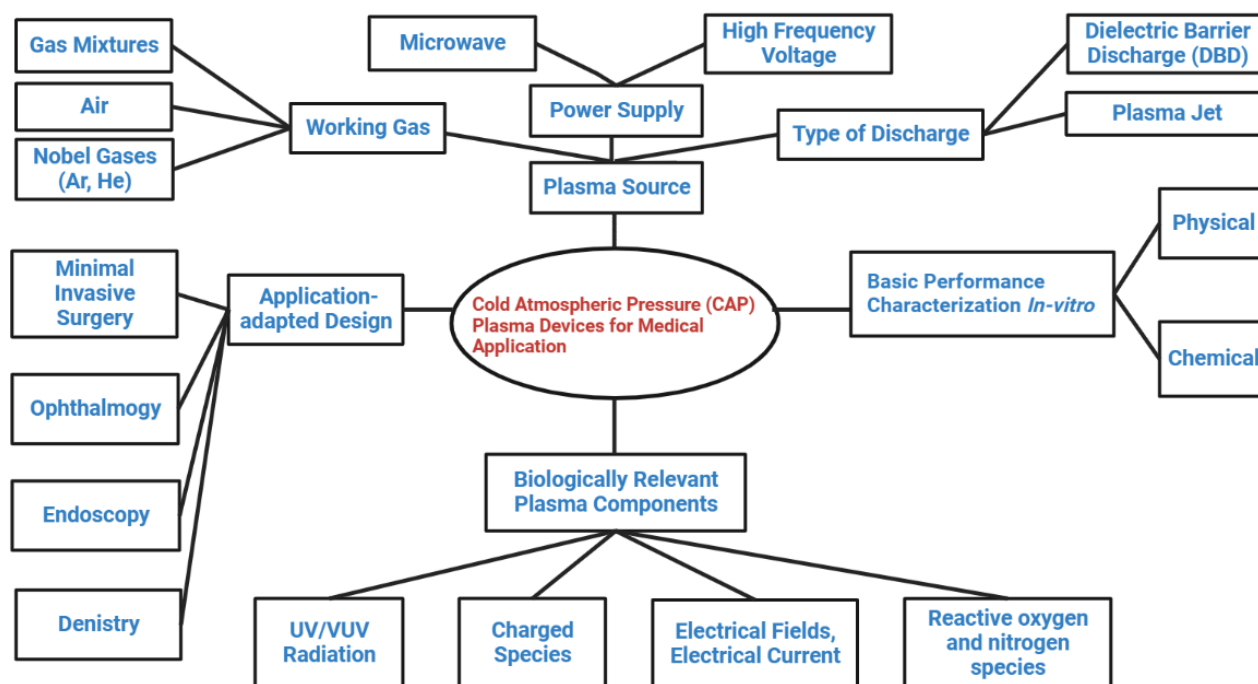 Gas Mixtures
Microwave
High Frequency
Voltage
Dielectric Barrier
Discharge (DBD)
Air
Working Gas
Power Supply
Type of Discharge
Plasma Jet
Nobel Gases
(Ar, He)
Plasma Source
Minimal
Invasive
Surgery
Application-
adapted Design
Cold Atmospheric Pressure (CAP)
Plasma Devices for Medical
Application
Basic Performance
Characterization In-vitro
Physical
Chemical
Ophthalmogy
Endoscopy
Denistry
Biologically Relevant
Plasma Components
UV/VUV
Radiation
Charged
Species
Electrical Fields,
Electrical Current
Reactive oxygen
and nitrogen
species